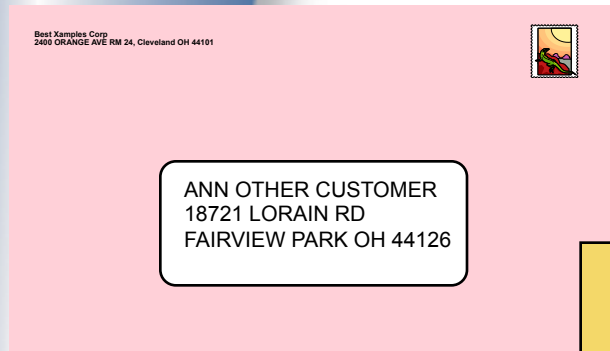 Best Xamples Corp
2400 ORANGE AVE RM 24, Cleveland OH 44101
ANN OTHER CUSTOMER
18721 LORAIN RD
FAIRVIEW PARK OH 44126